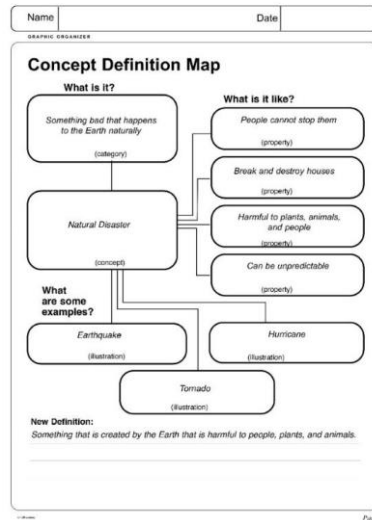 Name
Date
GRAPHIC ORGANIZER
Concept Definition Map
What is it?
What is it like?
Something bad that happens
to the Earth naturally
(category)
People cannot stop them
(property)
Break and destroy houses
(property)
Natural Disaster
(concept)
Harmful to plants, animals,
and people
(property)
Can be unpredictable
(property)
What
are some
examples?
Earthquake
(illustration)
Hurricane
(illustration)
Tornado
(illustration)
New Definition:
Something that is created by the Earth that is harmful to people, plants, and animals.